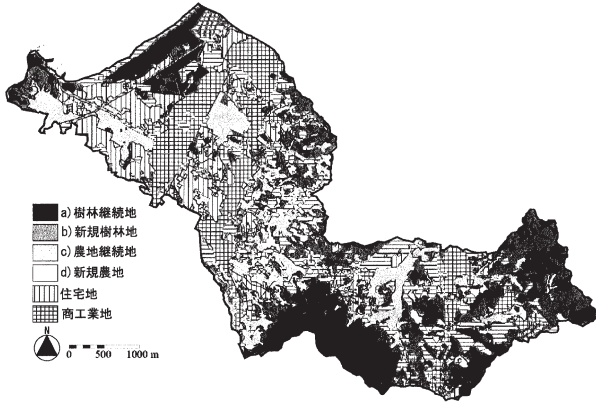 a) 樹林継続地
b) 新規樹林地
c) 農地継続地
d) 新規農地
住宅地
商工業地
N
0 500 1000 m